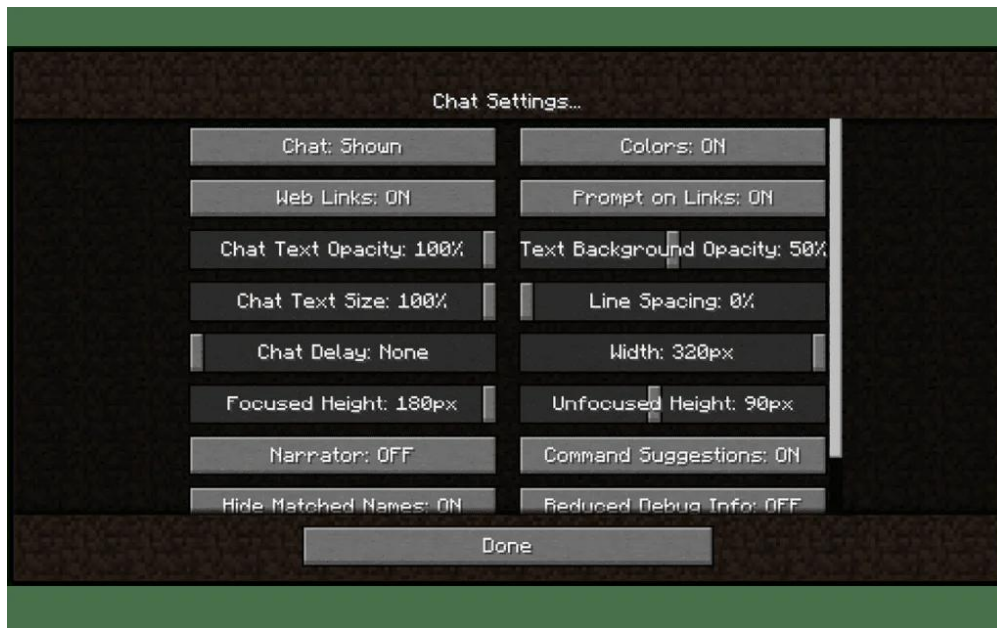 Chat Settings...
Chat: Shown
Colors: ON
Web Links: ON
Prompt on Links: ON
Chat Text Opacity: 100%
Text Background Opacity: 50%
Chat Text Size: 100%
Line Spacing: 0%
Chat Delay: None
Width: 320px
Focused Height: 180px
Unfocused Height: 90px
Narrator: OFF
Command Suggestions: ON
Hide Matched Names: ON
Reduced Debug Info: OFF
Done